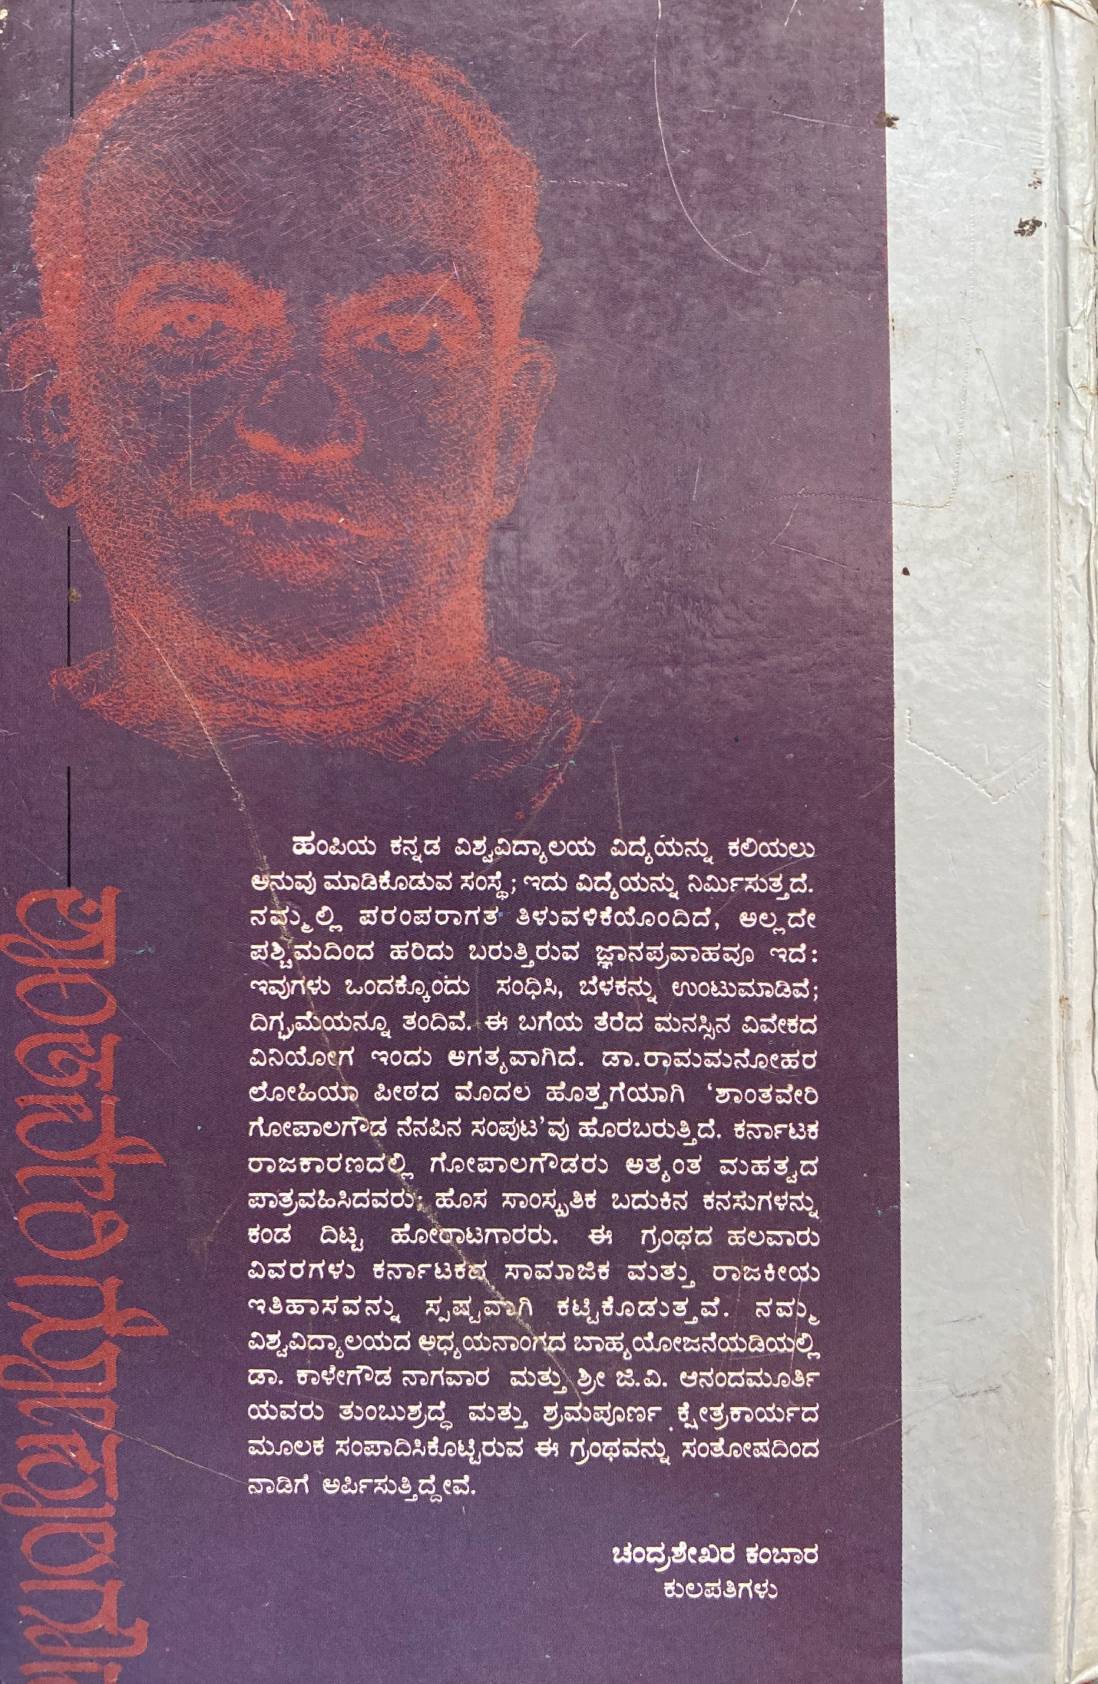 ಹಂಪಿಯ ಕನ್ನಡ ವಿಶ್ವವಿದ್ಯಾಲಯ ವಿದ್ಯೆಯನ್ನು ಕಲಿಯಲು
ಅನುವು ಮಾಡಿಕೊಡುವ ಸಂಸ್ಥೆ; ಇದು ವಿದ್ಯೆಯನ್ನು ನಿರ್ಮಿಸುತ್ತದೆ.
ನಮ್ಮಲ್ಲಿ ಪರಂಪರಾಗತ ತಿಳುವಳಿಕೆಯೊಂದಿದೆ, ಅಲ್ಲದೇ
ಪಶ್ಚಿಮದಿಂದ ಹರಿದು ಬರುತ್ತಿರುವ ಜ್ಞಾನಪ್ರವಾಹವೂ ಇದೆ:
ಇವುಗಳು ಒಂದಕ್ಕೊಂದು ಸಂಧಿಸಿ, ಬೆಳಕನ್ನು ಉಂಟುಮಾಡಿವೆ;
ದಿಗ್ಭ್ರಮೆಯನ್ನೂ ತಂದಿವೆ. ಈ ಬಗೆಯ ತೆರೆದ ಮನಸ್ಸಿನ ವಿವೇಕದ
ವಿನಿಯೋಗ ಇಂದು ಅಗತ್ಯವಾಗಿದೆ. ಡಾ.ರಾಮಮನೋಹರ
ಲೋಹಿಯಾ ಪೀಠದ ಮೊದಲ ಹೊತ್ತಗೆಯಾಗಿ 'ಶಾಂತವೇರಿ
ಗೋಪಾಲಗೌಡ ನೆನಪಿನ ಸಂಪುಟ'ವು ಹೊರಬರುತ್ತಿದೆ. ಕರ್ನಾಟಕ
ರಾಜಕಾರಣದಲ್ಲಿ ಗೋಪಾಲಗೌಡರು ಅತ್ಯಂತ ಮಹತ್ವದ
ಪಾತ್ರವಹಿಸಿದವರು; ಹೊಸ ಸಾಂಸ್ಕೃತಿಕ ಬದುಕಿನ ಕನಸುಗಳನ್ನು
ಕಂಡ ದಿಟ್ಟ ಹೋರಾಟಗಾರರು. ಈ ಗ್ರಂಥದ ಹಲವಾರು
ವಿವರಗಳು ಕರ್ನಾಟಕದ ಸಾಮಾಜಿಕ ಮತ್ತು ರಾಜಕೀಯ
ಇತಿಹಾಸವನ್ನು ಸ್ಪಷ್ಟವಾಗಿ ಕಟ್ಟಿಕೊಡುತ್ತವೆ. ನಮ್ಮ
ವಿಶ್ವವಿದ್ಯಾಲಯದ ಅಧ್ಯಯನಾಂಗದ ಬಾಹ್ಯಯೋಜನೆಯಡಿಯಲ್ಲಿ
ಡಾ. ಕಾಳೇಗೌಡ ನಾಗವಾರ ಮತ್ತು ಶ್ರೀ ಜಿ.ವಿ. ಆನಂದಮೂರ್ತಿ
ಯವರು ತುಂಬುಶ್ರದ್ಧೆ ಮತ್ತು ಶ್ರಮಪೂರ್ಣ ಕ್ಷೇತ್ರಕಾರ್ಯದ
ಮೂಲಕ ಸಂಪಾದಿಸಿಕೊಟ್ಟಿರುವ ಈ ಗ್ರಂಥವನ್ನು ಸಂತೋಷದಿಂದ
ನಾಡಿಗೆ ಅರ್ಪಿಸುತ್ತಿದ್ದೇವೆ.
ಚಂದ್ರಶೇಖರ ಕಂಬಾರ
ಕುಲಪತಿಗಳು